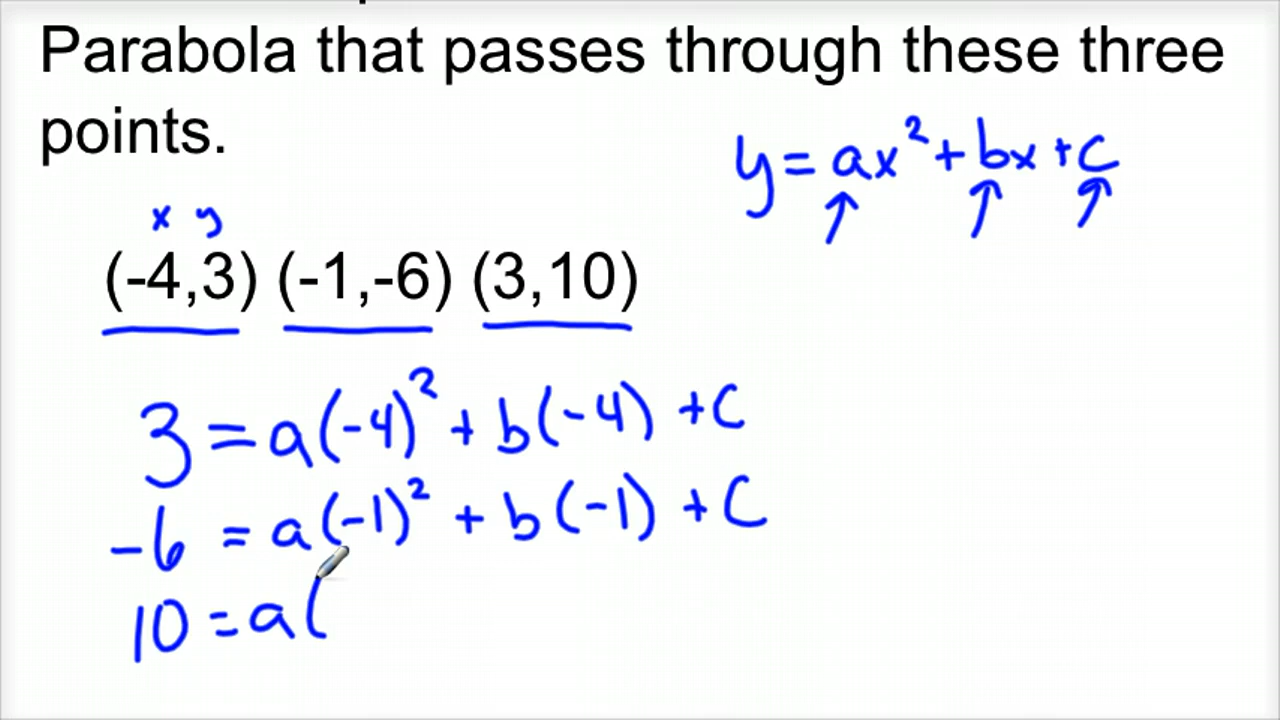 Parabola that passes through these three
points.
y = ax² + bx + c
x y
(-4,3) (-1,-6) (3,10)
3 = a(-4)² + b(-4) + c
-6 = a(-1)² + b(-1) + c
10 = a(